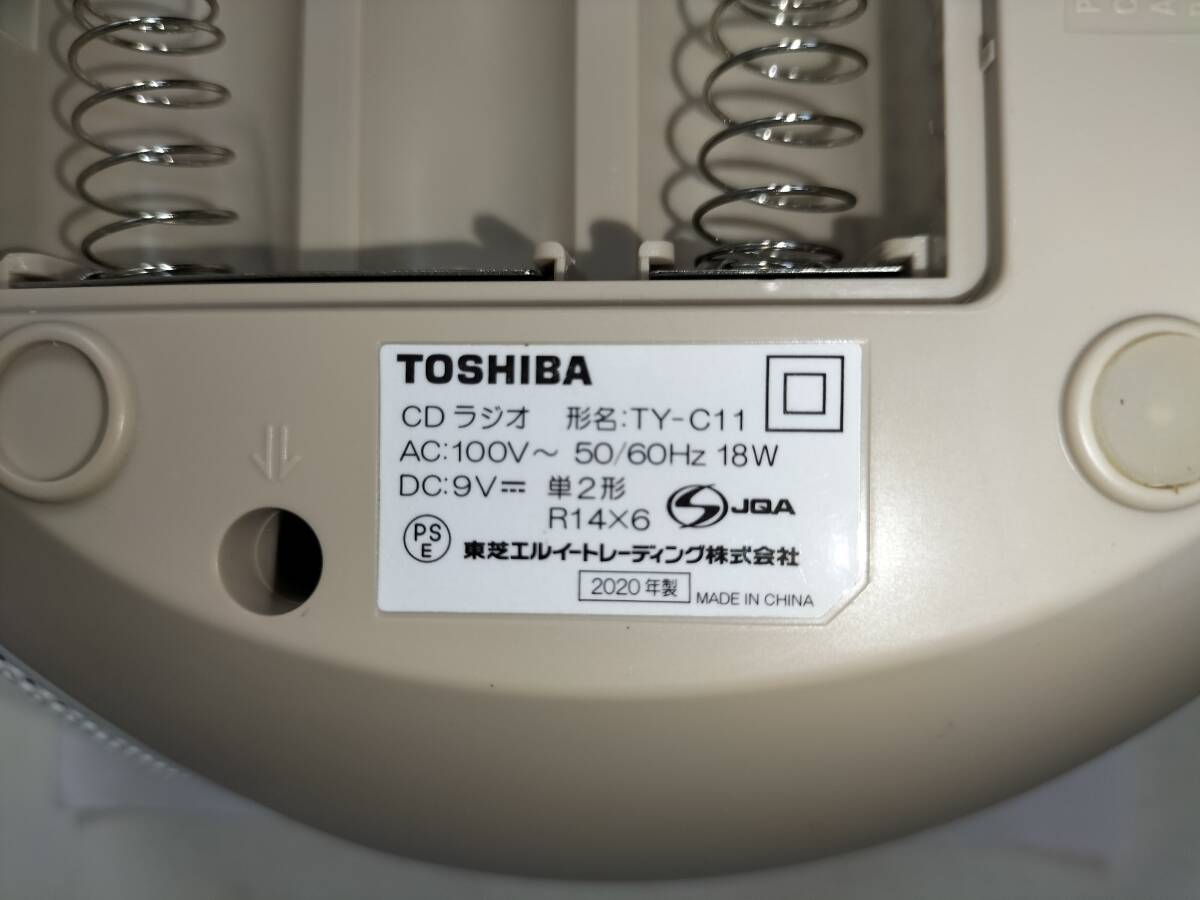 TOSHIBA
CD ラジオ 形名:TY-C11
AC:100V～ 50/60Hz 18W
DC:9V⎓ 単2形
R14×6
JQA
PS
E
東芝エルイートレーディング株式会社
2020年製
MADE IN CHINA